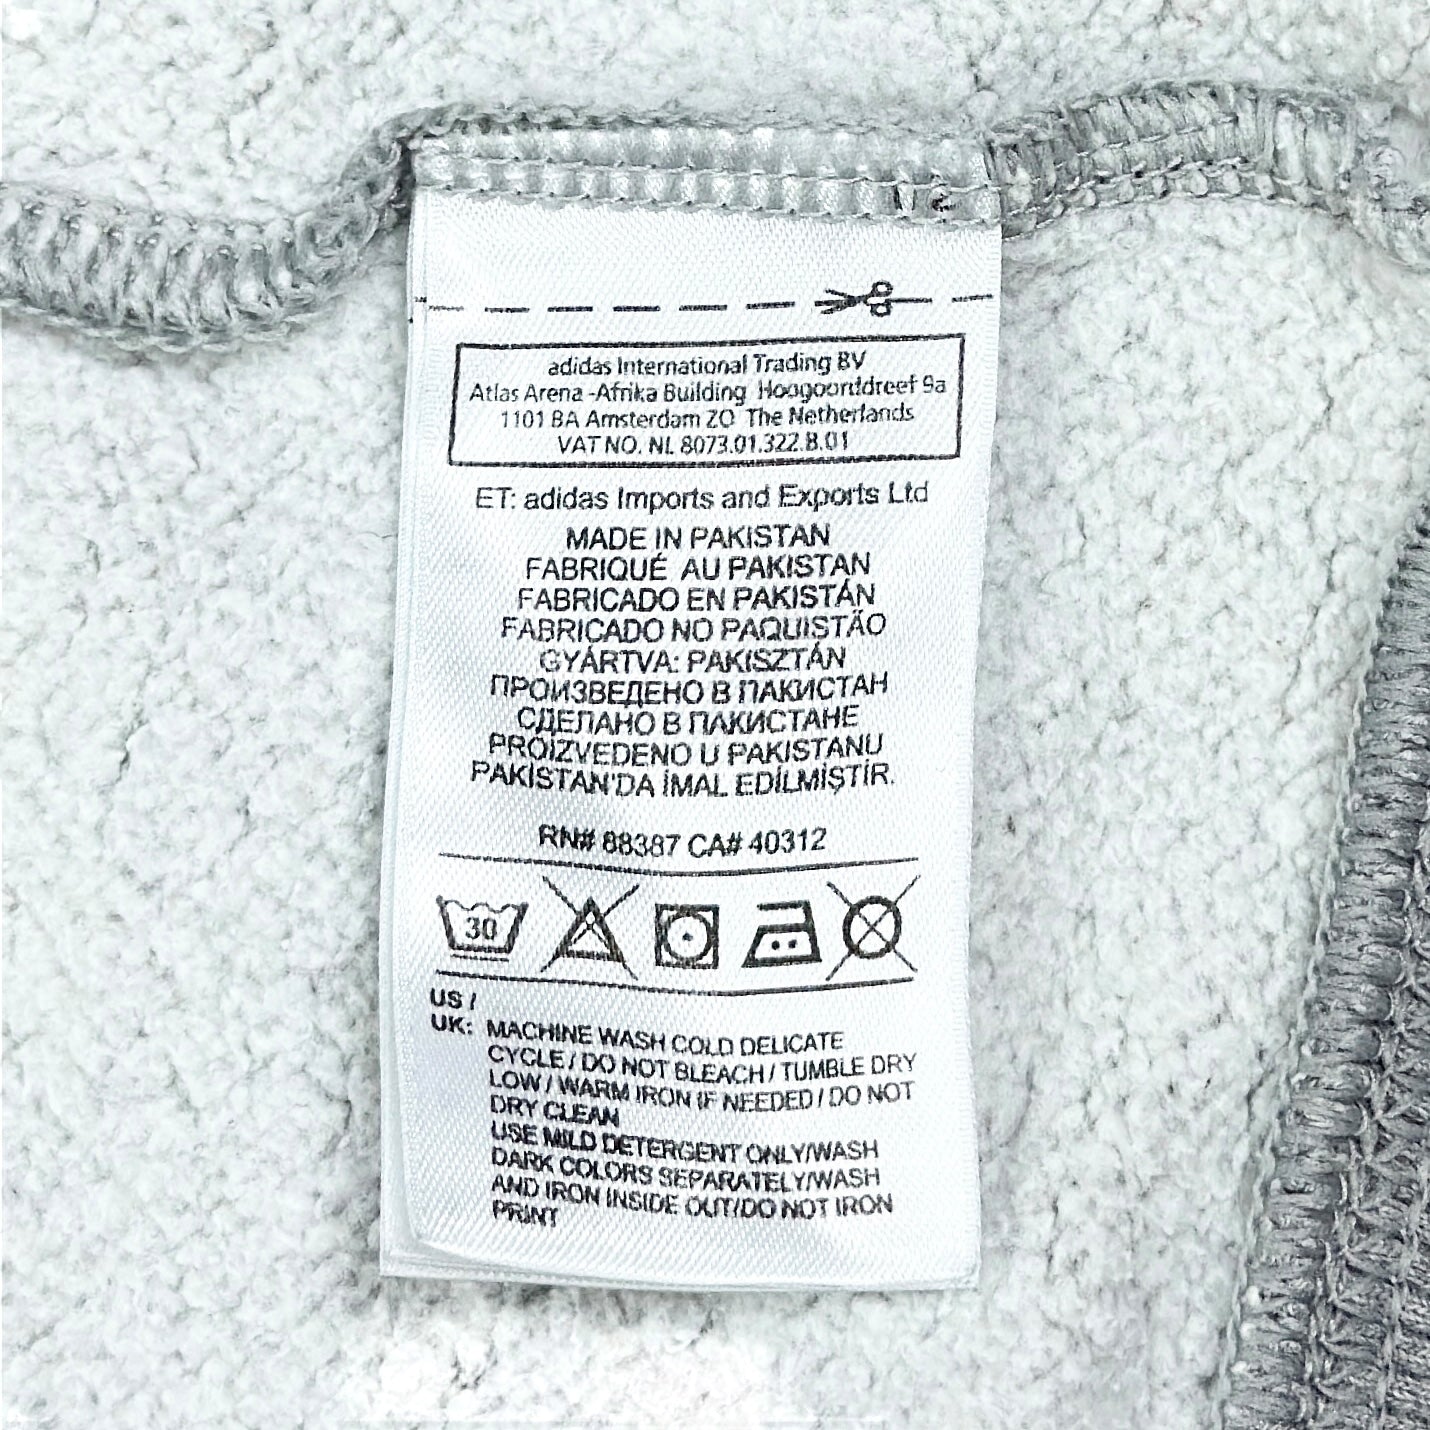 adidas International Trading BV
Atlas Arena -Afrika Building Hoogoorddreef 9a
1101 BA Amsterdam ZO The Netherlands
VAT NO. NL 8073.01.322.B.01
ET: adidas Imports and Exports Ltd
MADE IN PAKISTAN
FABRIQUÉ AU PAKISTAN
FABRICADO EN PAKISTÁN
FABRICADO NO PAQUISTÃO
GYÁRTVA: PAKISZTÁN
ПРОИЗВЕДЕНО В ПАКИСТАН
СДЕЛАНО В ПАКИСТАНЕ
PROIZVEDENO U PAKISTANU
PAKISTAN'DA İMAL EDİLMİŞTİR.
RN# 88387 CA# 40312
30
US /
UK: MACHINE WASH COLD DELICATE
CYCLE / DO NOT BLEACH / TUMBLE DRY
LOW / WARM IRON IF NEEDED / DO NOT
DRY CLEAN
USE MILD DETERGENT ONLY/WASH
DARK COLORS SEPARATELY/WASH
AND IRON INSIDE OUT/DO NOT IRON
PRINT